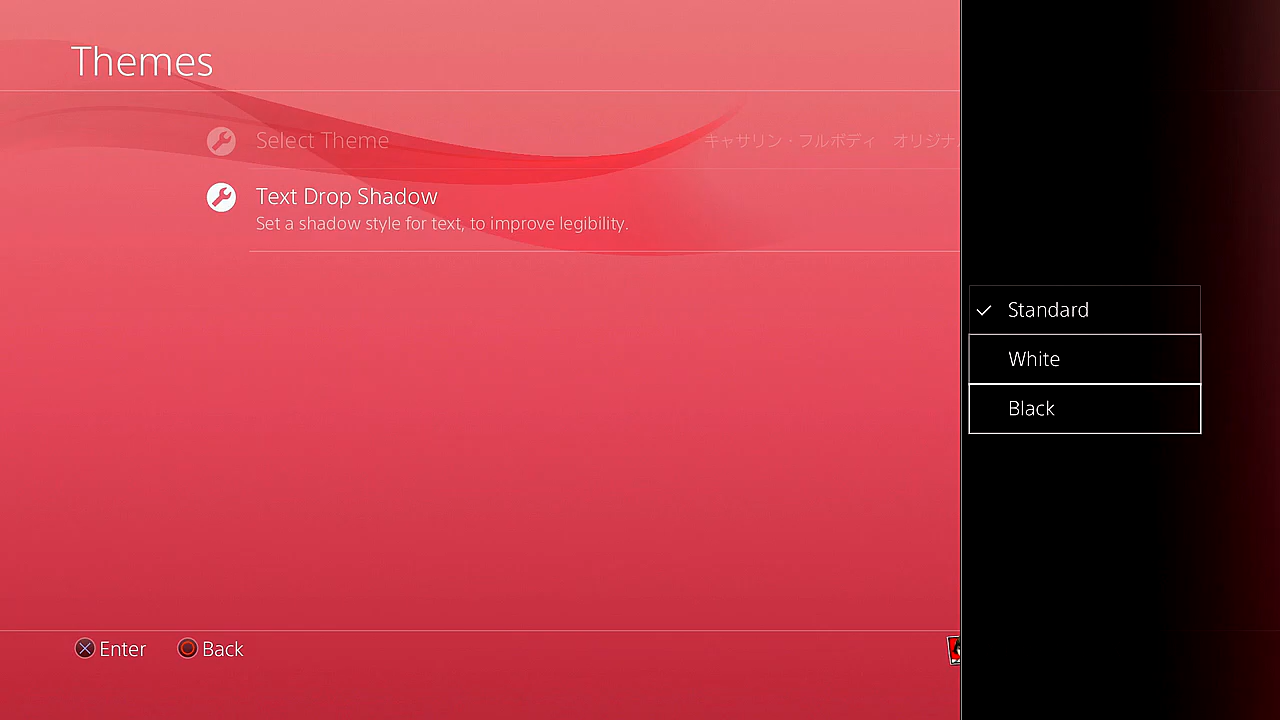 Themes
Select Theme
キャサリン・フルボディ オリジナ
Text Drop Shadow
Set a shadow style for text, to improve legibility.
Standard
White
Black
Enter
Back